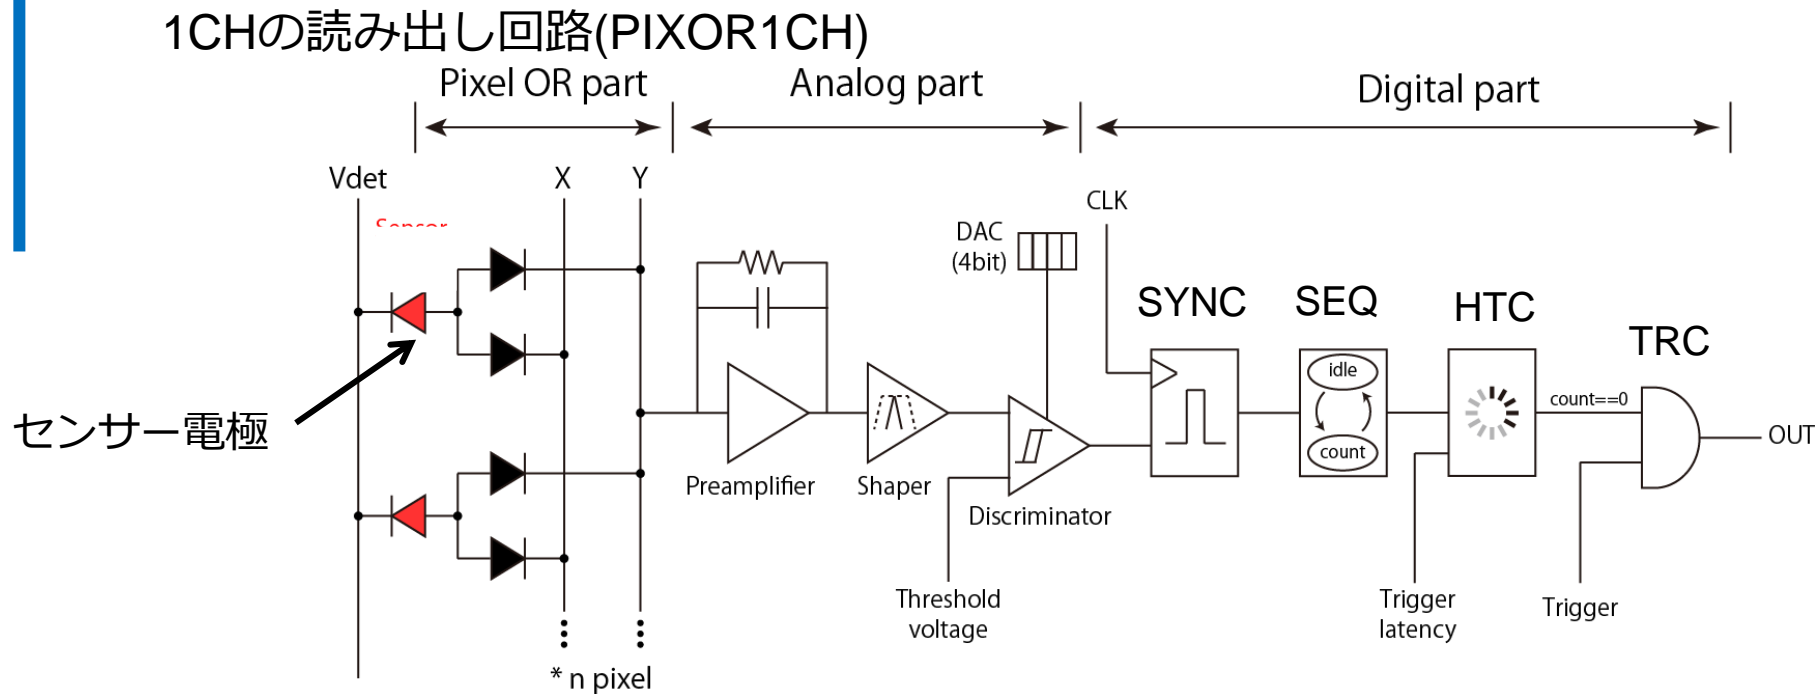 1CHの読み出し回路(PIXOR1CH)
Pixel OR part
Analog part
Digital part
Vdet
X
Y
CLK
DAC
(4bit)
SYNC
SEQ
HTC
TRC
idle
count
count==0
OUT
センサー電極
Preamplifier
Shaper
Discriminator
Threshold
voltage
Trigger
latency
Trigger
* n pixel